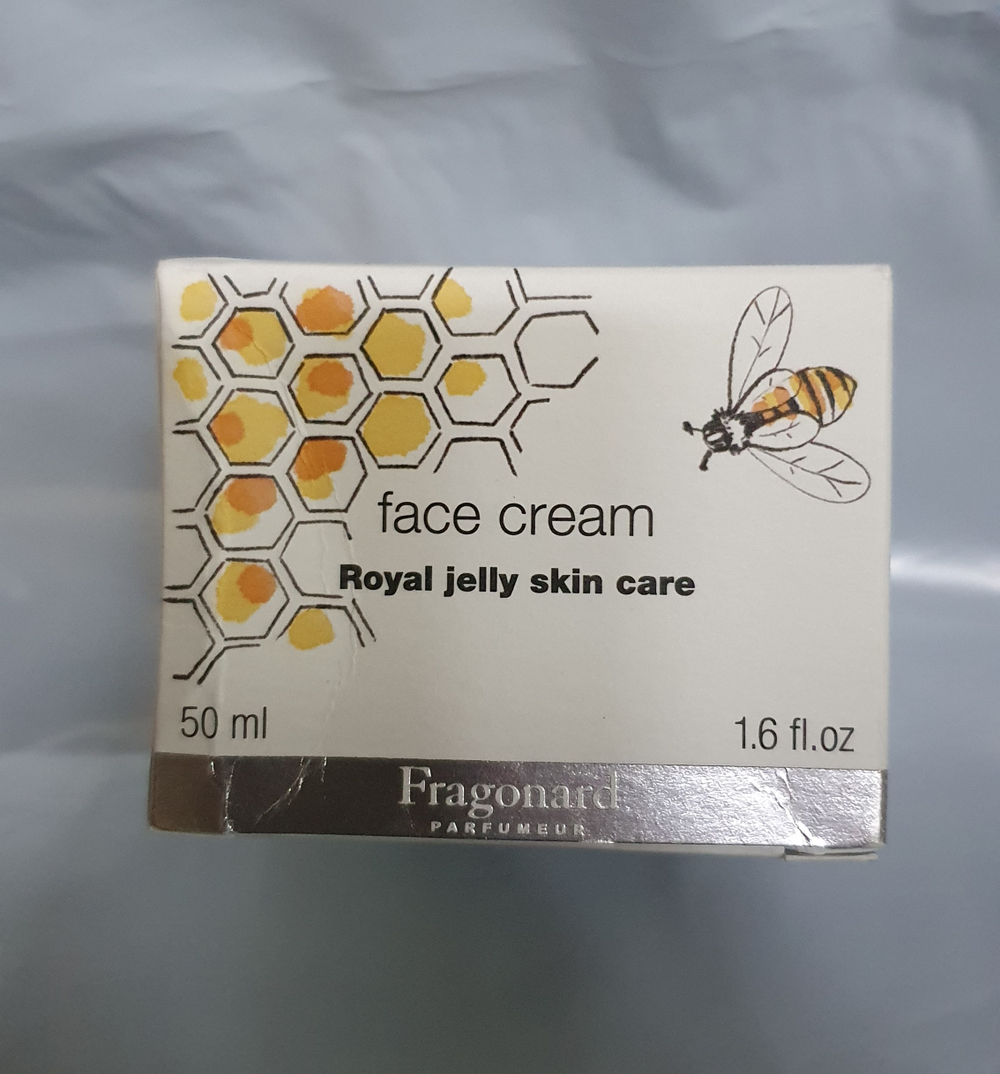 face cream
Royal jelly skin care
50 ml
1.6 fl.oz
Fragonard
PARFUMEUR